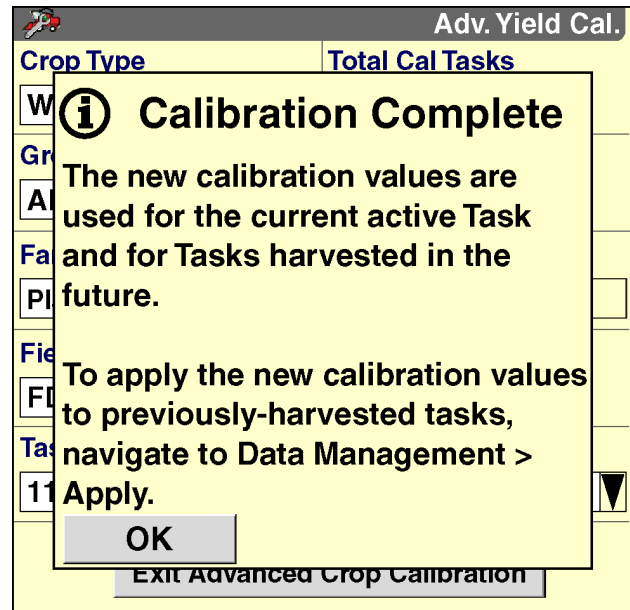 Adv. Yield Cal.
Crop Type Total Cal Tasks
Calibration Complete
The new calibration values are
used for the current active Task
and for Tasks harvested in the
future.
To apply the new calibration values
to previously-harvested tasks,
navigate to Data Management >
Apply.
11
OK
Exit Advanced Crop Calibration